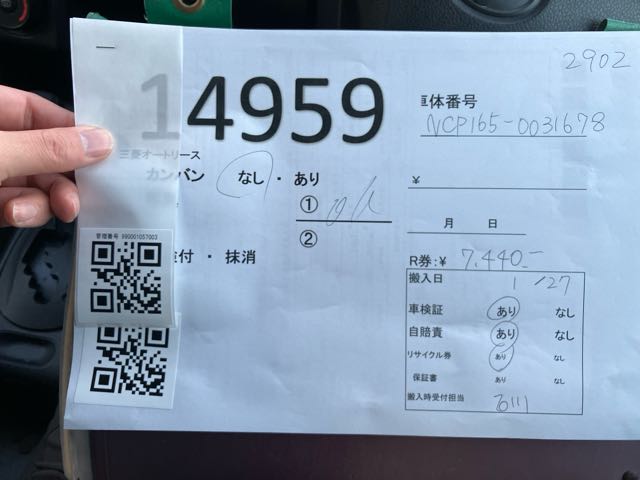 2902
14959
車体番号
NCP165-0031678
三菱オートリース
カンバン なし・あり
¥
①
②
月 日
管理番号 990001057003
付・抹消
R券:¥ 7,440.-
搬入日 1/27
車検証 あり なし
自賠責 あり なし
リサイクル券 あり なし
保証書 あり なし
搬入時受付担当